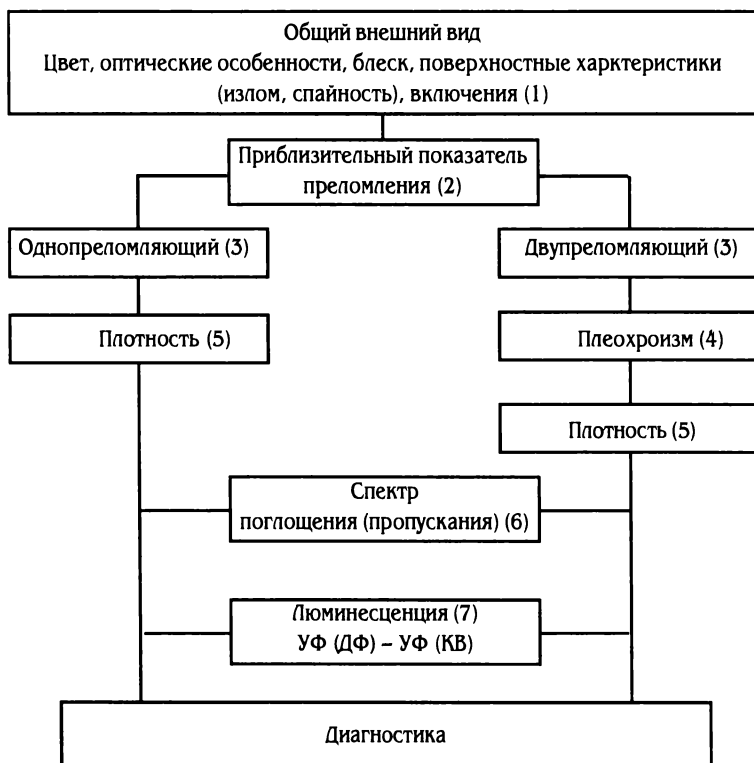 Общий внешний вид
Цвет, оптические особенности, блеск, поверхностные харктеристики
(излом, спайность), включения (1)
Приблизительный показатель
преломления (2)
Однопреломляющий (3)
Двупреломляющий (3)
Плотность (5)
Плеохроизм (4)
Плотность (5)
Спектр
поглощения (пропускания) (6)
Люминесценция (7)
УФ (ДФ) – УФ (КВ)
Диагностика